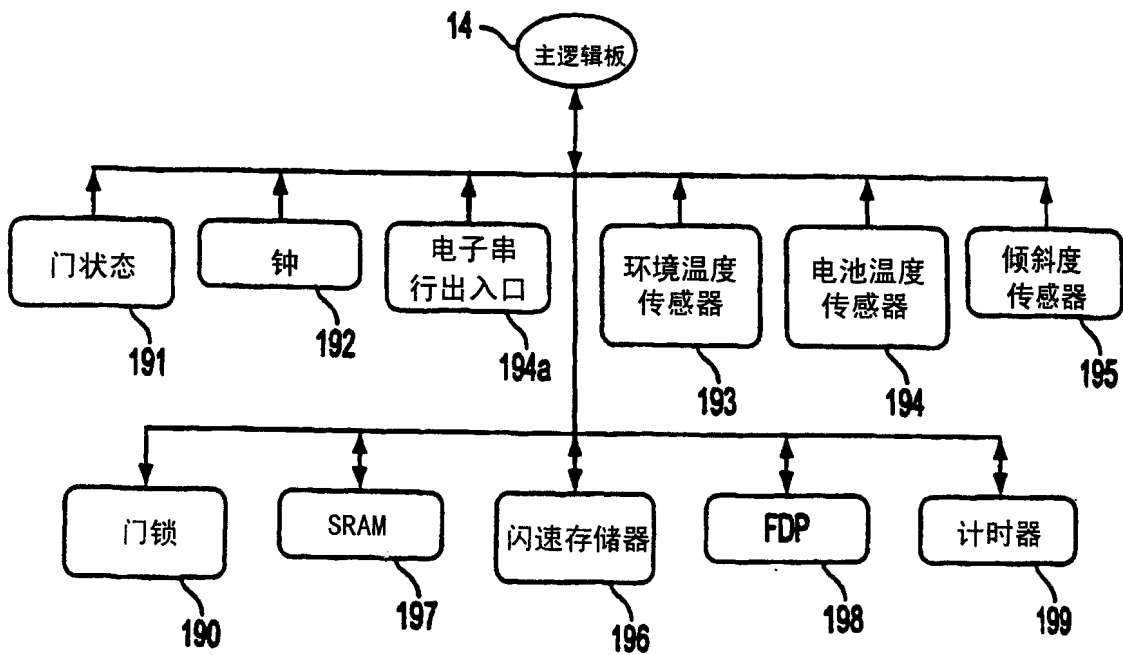 14
主逻辑板
门状态
钟
电子串
行出入口
环境温度
传感器
电池温度
传感器
倾斜度
传感器
191
192
194a
193
194
195
门锁
SRAM
闪速存储器
FDP
计时器
190
197
196
198
199